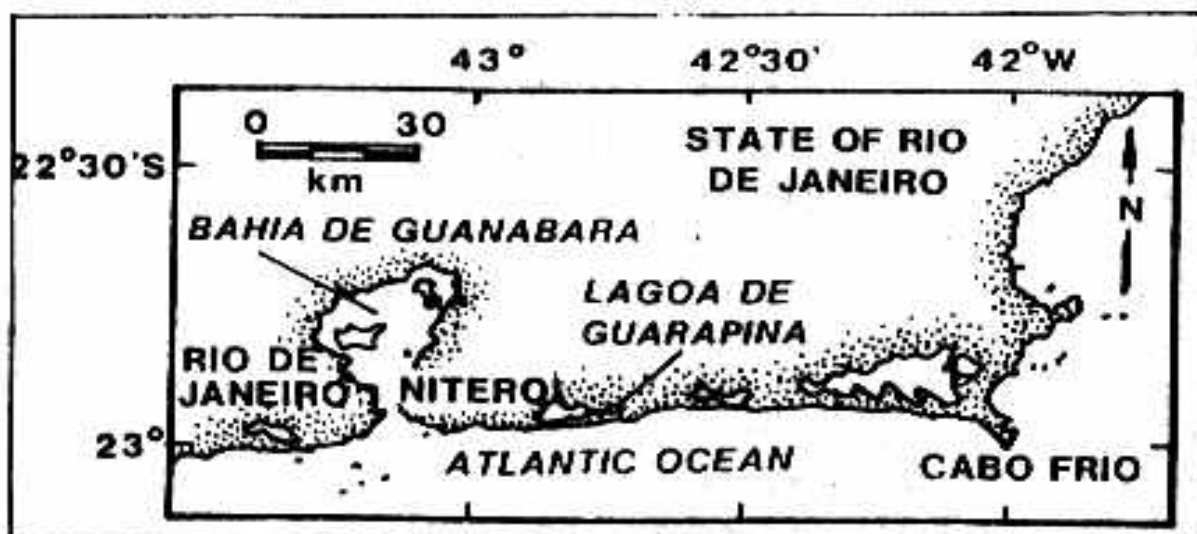 43° 42°30' 42°W
0 30
km
22°30'S
STATE OF RIO
DE JANEIRO
N
BAHIA DE GUANABARA
LAGOA DE
GUARAPINA
RIO DE
JANEIRO
NITEROI
23°
ATLANTIC OCEAN
CABO FRIO